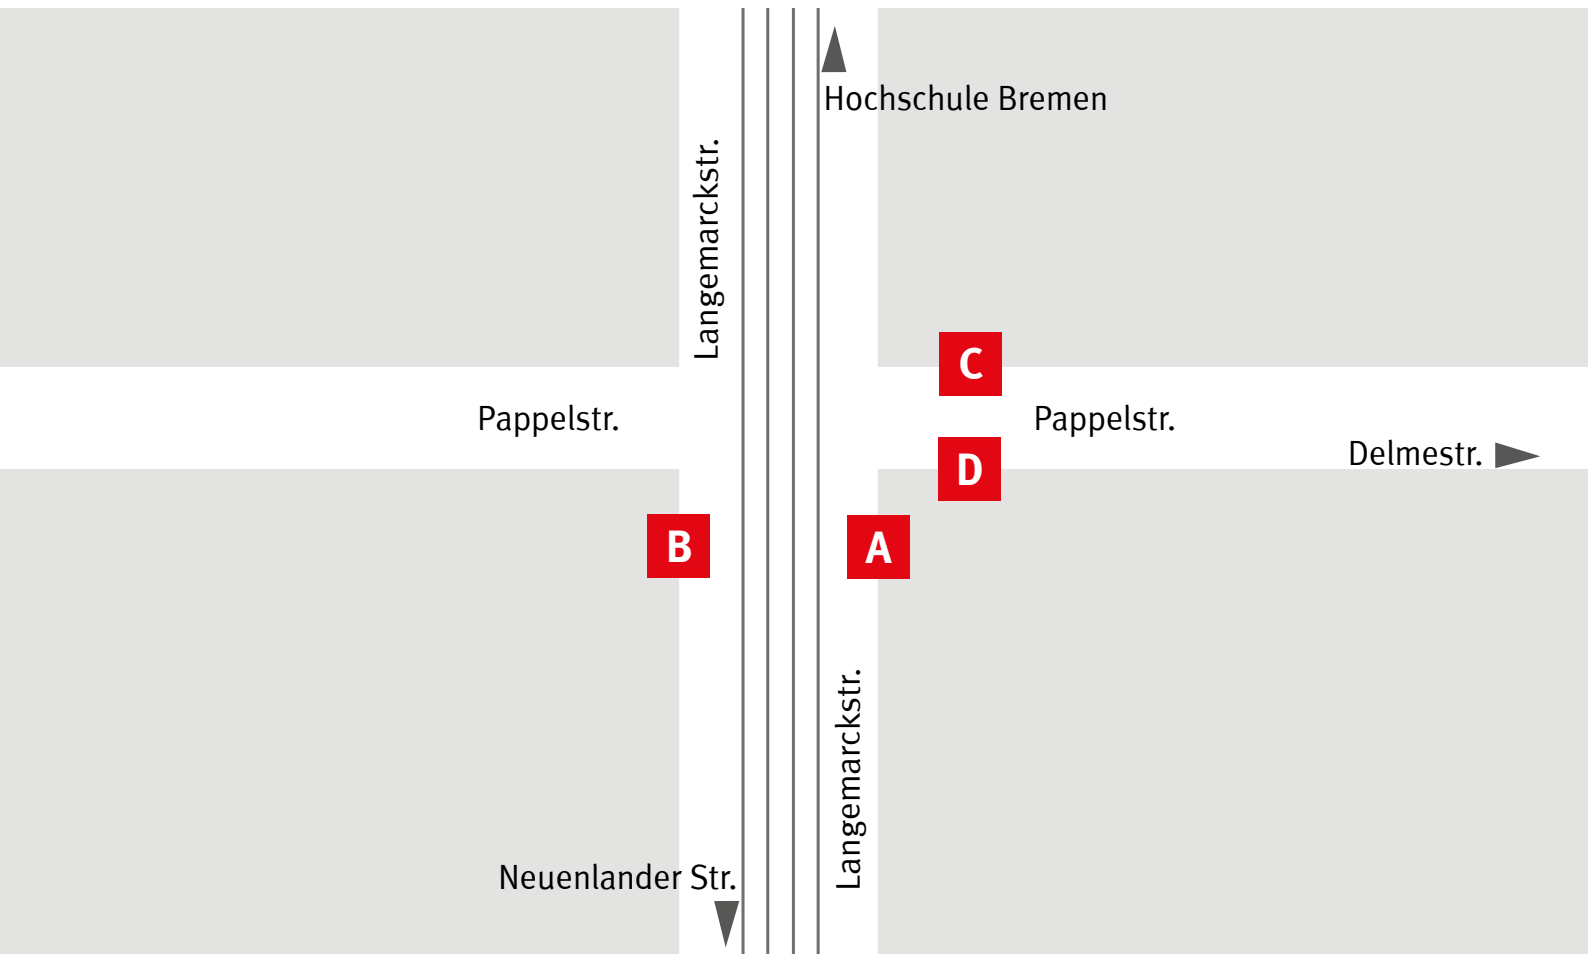 Hochschule Bremen
Langemarckstr.
C
Pappelstr.
Pappelstr.
Delmestr.
D
B
A
Langemarckstr.
Neuenlander Str.